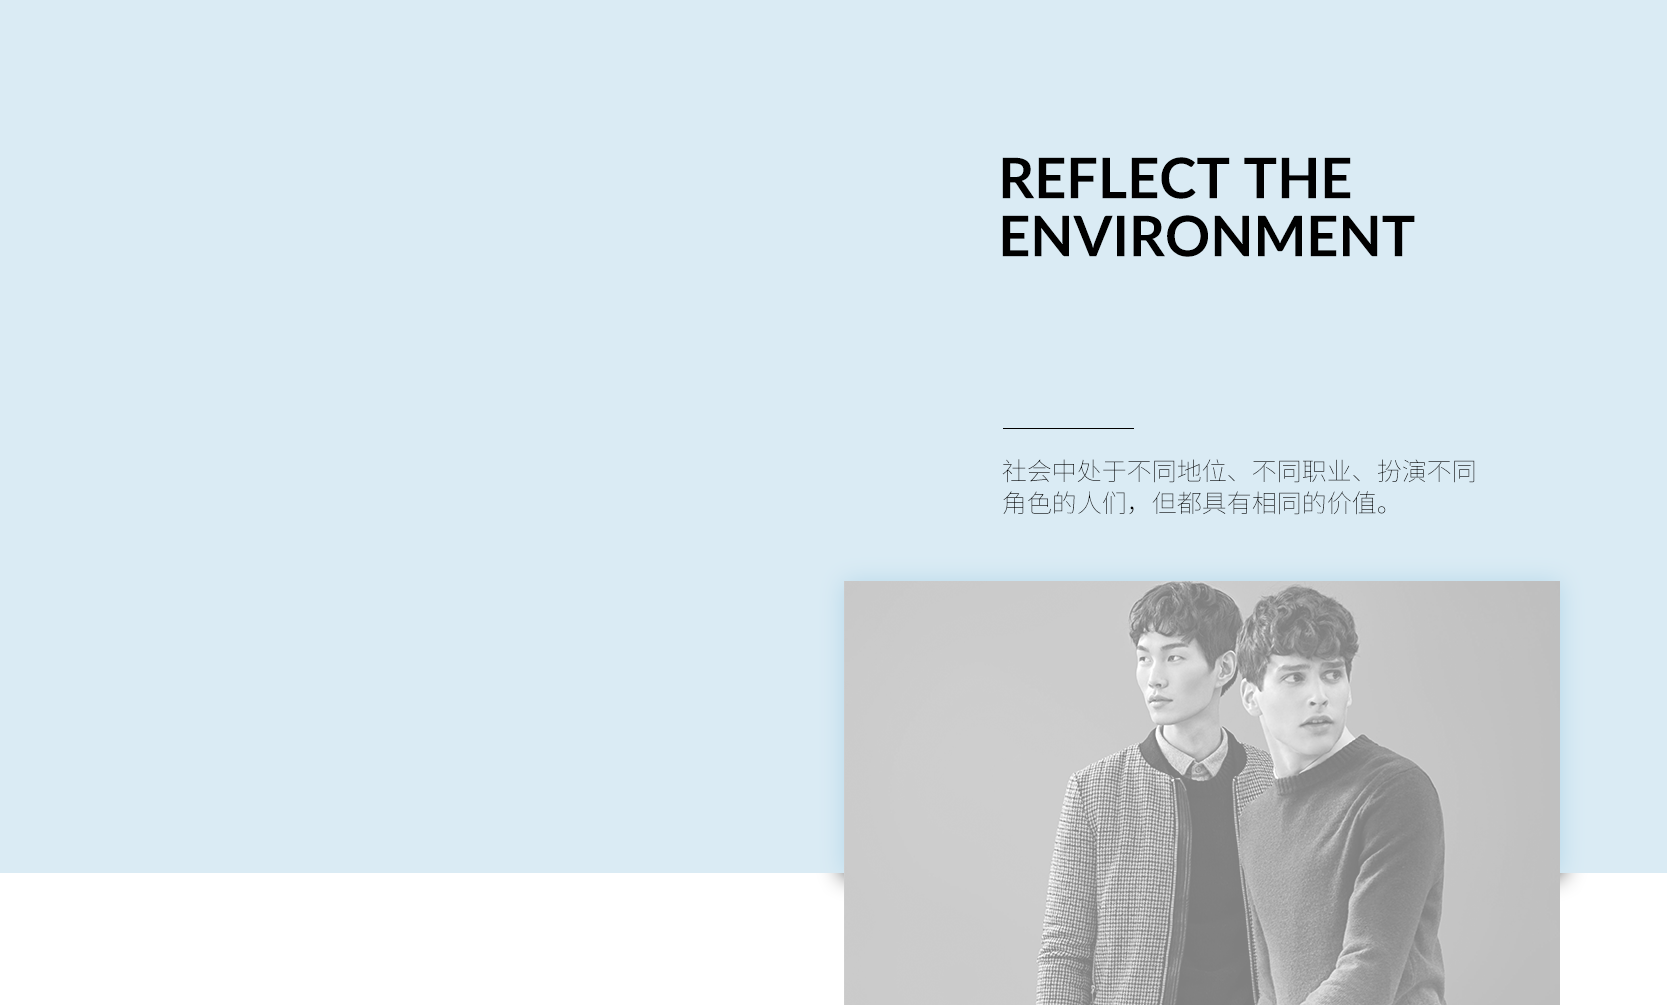 REFLECT THE
ENVIRONMENT
社会中处于不同地位、不同职业、扮演不同
角色的人们，但都具有相同的价值。